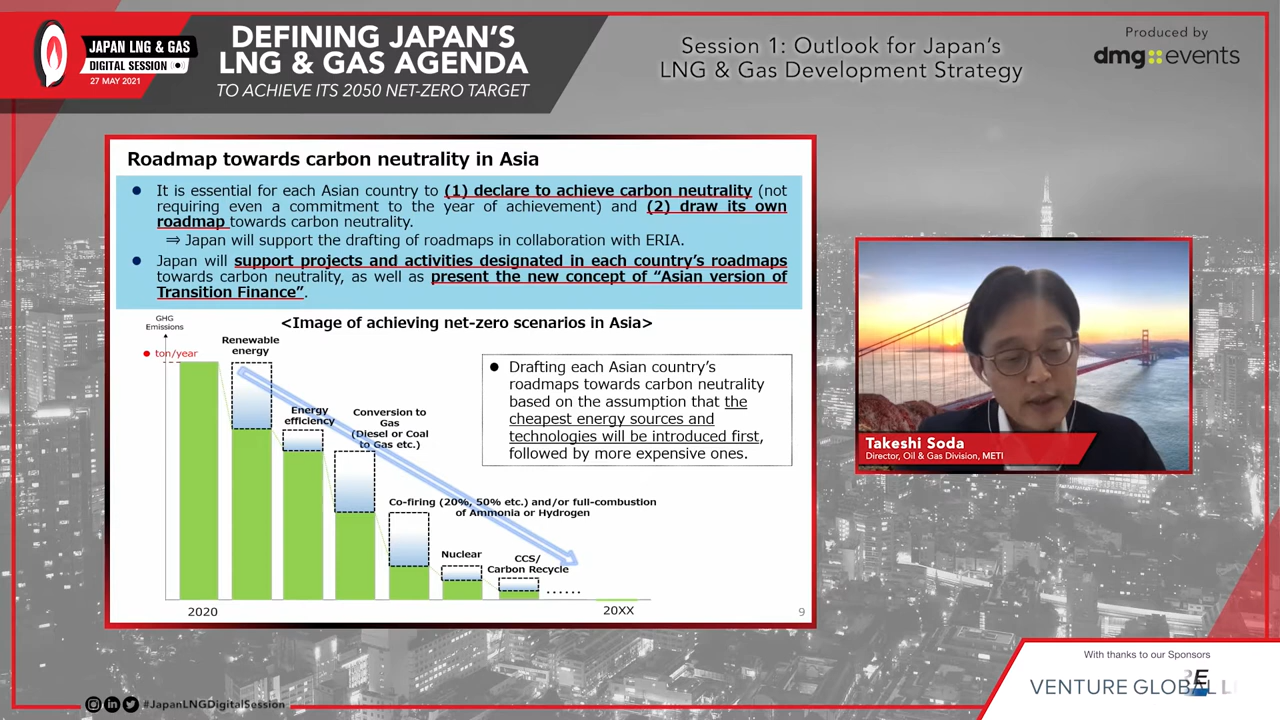 JAPAN LNG & GAS
DIGITAL SESSION
27 MAY 2021
DEFINING JAPAN'S
LNG & GAS AGENDA
TO ACHIEVE ITS 2050 NET-ZERO TARGET
Session 1: Outlook for Japan's
LNG & Gas Development Strategy
Produced by
dmg::events
Roadmap towards carbon neutrality in Asia
● It is essential for each Asian country to (1) declare to achieve carbon neutrality (not
requiring even a commitment to the year of achievement) and (2) draw its own
roadmap towards carbon neutrality.
⇒ Japan will support the drafting of roadmaps in collaboration with ERIA.
● Japan will support projects and activities designated in each country's roadmaps
towards carbon neutrality, as well as present the new concept of "Asian version of
Transition Finance".
GHG
Emissions
<Image of achieving net-zero scenarios in Asia>
● ton/year
Renewable
energy
Energy
efficiency
Conversion to
Gas
(Diesel or Coal
to Gas etc.)
● Drafting each Asian country's
roadmaps towards carbon neutrality
based on the assumption that the
cheapest energy sources and
technologies will be introduced first,
followed by more expensive ones.
Co-firing (20%, 50% etc.) and/or full-combustion
of Ammonia or Hydrogen
Nuclear
CCS/
Carbon Recycle
......
2020
20XX
9
Takeshi Soda
Director, Oil & Gas Division, METI
With thanks to our Sponsors
VENTURE GLOBAL
#JapanLNGDigitalSession